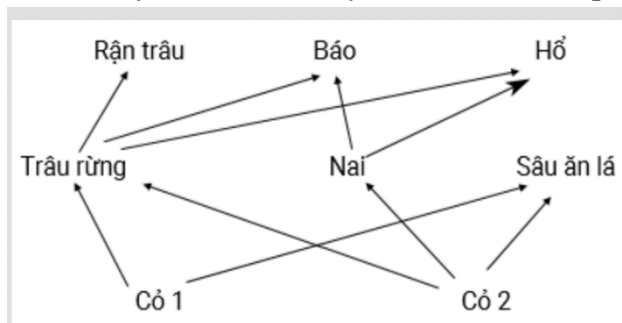 Rận trâu Báo Hổ
Trâu rừng Nai Sâu ăn lá
Cỏ 1 Cỏ 2